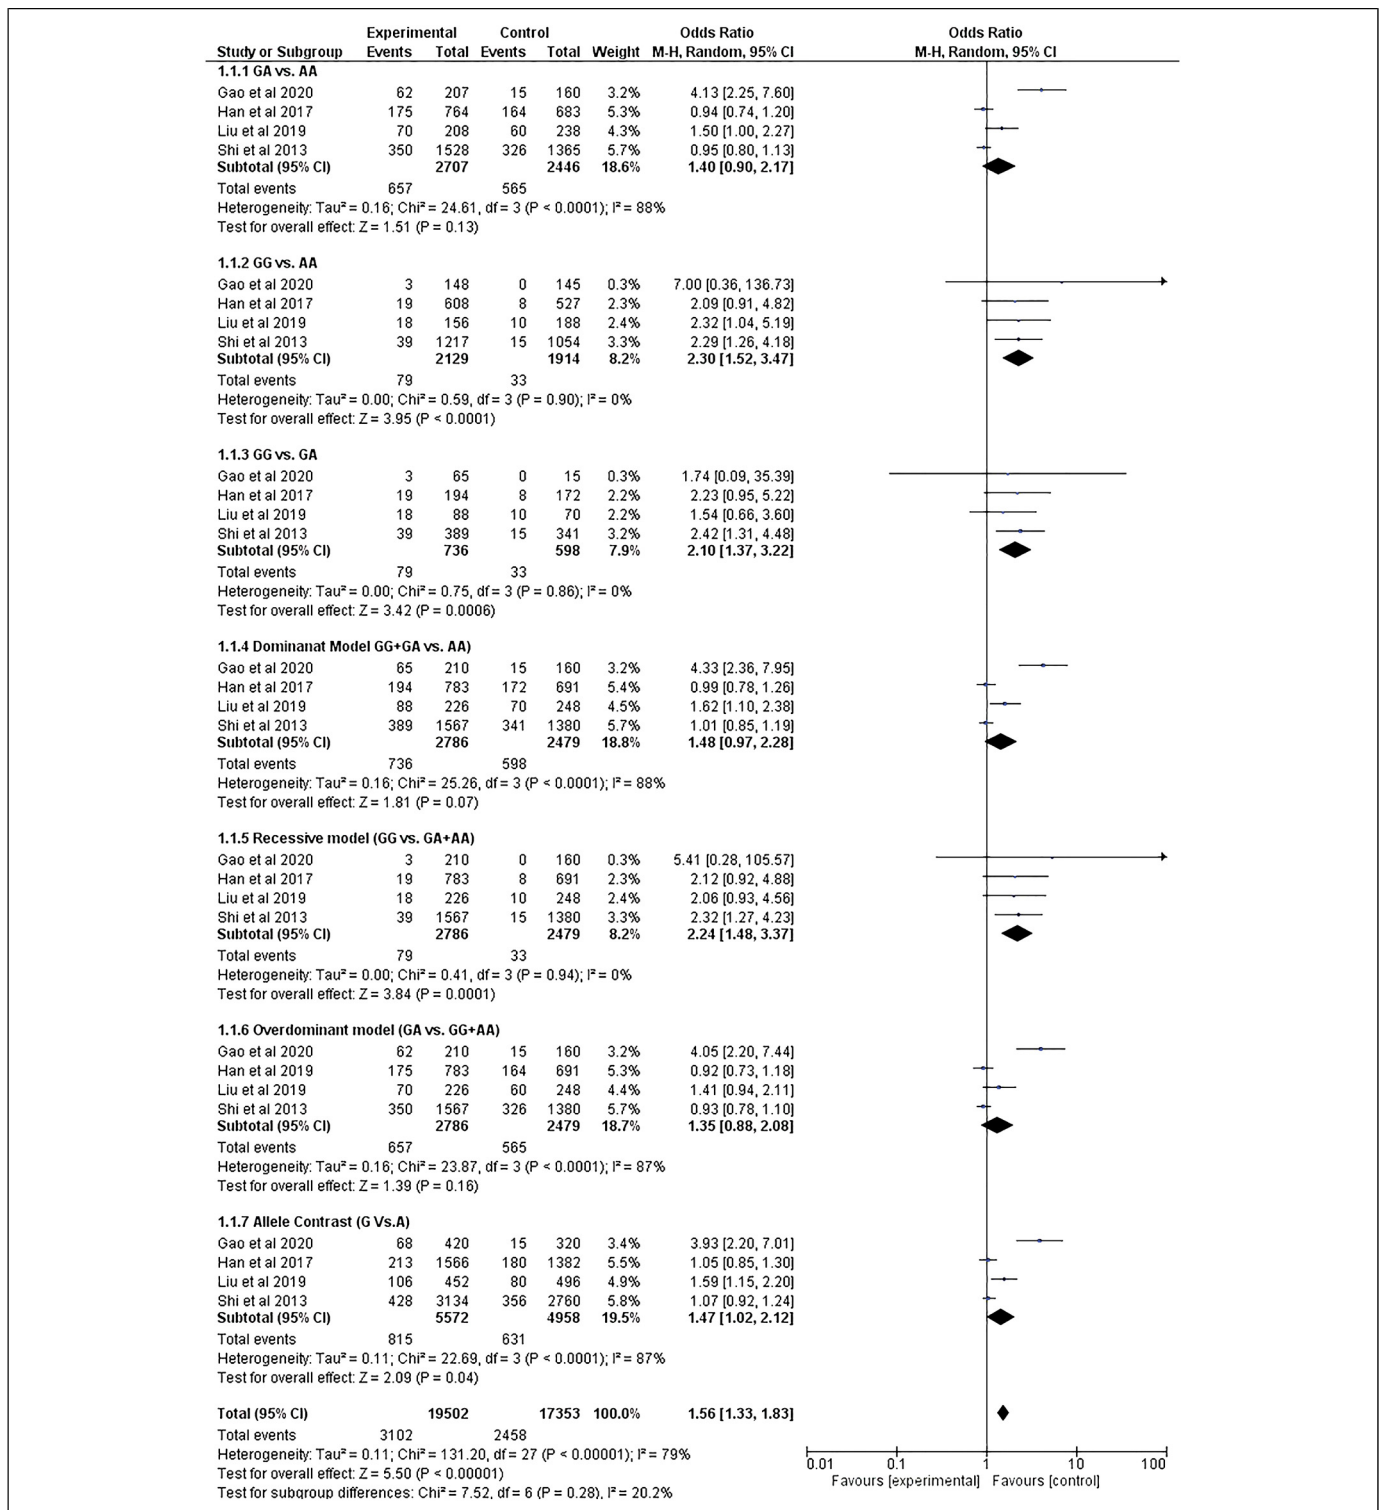 Experimental Control Odds Ratio Odds Ratio
Study or Subgroup Events Total Events Total Weight M-H, Random, 95% CI M-H, Random, 95% CI
1.1.1 GA vs. AA
Gao et al 2020 62 207 15 160 3.2% 4.13 [2.25, 7.60]
Han et al 2017 175 764 164 683 5.3% 0.94 [0.74, 1.20]
Liu et al 2019 70 208 60 238 4.3% 1.50 [1.00, 2.27]
Shi et al 2013 350 1528 326 1365 5.7% 0.95 [0.80, 1.13]
Subtotal (95% CI) 2707 2446 18.6% 1.40 [0.90, 2.17]
Total events 657 565
Heterogeneity: Tau² = 0.16; Chi² = 24.61, df = 3 (P < 0.0001); I² = 88%
Test for overall effect: Z = 1.51 (P = 0.13)
1.1.2 GG vs. AA
Gao et al 2020 3 148 0 145 0.3% 7.00 [0.36, 136.73]
Han et al 2017 19 608 8 527 2.3% 2.09 [0.91, 4.82]
Liu et al 2019 18 156 10 188 2.4% 2.32 [1.04, 5.19]
Shi et al 2013 39 1217 15 1054 3.3% 2.29 [1.26, 4.18]
Subtotal (95% CI) 2129 1914 8.2% 2.30 [1.52, 3.47]
Total events 79 33
Heterogeneity: Tau² = 0.00; Chi² = 0.59, df = 3 (P = 0.90); I² = 0%
Test for overall effect: Z = 3.95 (P < 0.0001)
1.1.3 GG vs. GA
Gao et al 2020 3 65 0 15 0.3% 1.74 [0.09, 35.39]
Han et al 2017 19 194 8 172 2.2% 2.23 [0.95, 5.22]
Liu et al 2019 18 88 10 70 2.2% 1.54 [0.66, 3.60]
Shi et al 2013 39 389 15 341 3.2% 2.42 [1.31, 4.48]
Subtotal (95% CI) 736 598 7.9% 2.10 [1.37, 3.22]
Total events 79 33
Heterogeneity: Tau² = 0.00; Chi² = 0.75, df = 3 (P = 0.86); I² = 0%
Test for overall effect: Z = 3.42 (P = 0.0006)
1.1.4 Dominanat Model GG+GA vs. AA)
Gao et al 2020 65 210 15 160 3.2% 4.33 [2.36, 7.95]
Han et al 2017 194 783 172 691 5.4% 0.99 [0.78, 1.26]
Liu et al 2019 88 226 70 248 4.5% 1.62 [1.10, 2.38]
Shi et al 2013 389 1567 341 1380 5.7% 1.01 [0.85, 1.19]
Subtotal (95% CI) 2786 2479 18.8% 1.48 [0.97, 2.28]
Total events 736 598
Heterogeneity: Tau² = 0.16; Chi² = 25.26, df = 3 (P < 0.0001); I² = 88%
Test for overall effect: Z = 1.81 (P = 0.07)
1.1.5 Recessive model (GG vs. GA+AA)
Gao et al 2020 3 210 0 160 0.3% 5.41 [0.28, 105.57]
Han et al 2017 19 783 8 691 2.3% 2.12 [0.92, 4.88]
Liu et al 2019 18 226 10 248 2.4% 2.06 [0.93, 4.56]
Shi et al 2013 39 1567 15 1380 3.3% 2.32 [1.27, 4.23]
Subtotal (95% CI) 2786 2479 8.2% 2.24 [1.48, 3.37]
Total events 79 33
Heterogeneity: Tau² = 0.00; Chi² = 0.41, df = 3 (P = 0.94); I² = 0%
Test for overall effect: Z = 3.84 (P = 0.0001)
1.1.6 Overdominant model (GA vs. GG+AA)
Gao et al 2020 62 210 15 160 3.2% 4.05 [2.20, 7.44]
Han et al 2019 175 783 164 691 5.3% 0.92 [0.73, 1.18]
Liu et al 2019 70 226 60 248 4.4% 1.41 [0.94, 2.11]
Shi et al 2013 350 1567 326 1380 5.7% 0.93 [0.78, 1.10]
Subtotal (95% CI) 2786 2479 18.7% 1.35 [0.88, 2.08]
Total events 657 565
Heterogeneity: Tau² = 0.16; Chi² = 23.87, df = 3 (P < 0.0001); I² = 87%
Test for overall effect: Z = 1.39 (P = 0.16)
1.1.7 Allele Contrast (G Vs.A)
Gao et al 2020 68 420 15 320 3.4% 3.93 [2.20, 7.01]
Han et al 2017 213 1566 180 1382 5.5% 1.05 [0.85, 1.30]
Liu et al 2019 106 452 80 496 4.9% 1.59 [1.15, 2.20]
Shi et al 2013 428 3134 356 2760 5.8% 1.07 [0.92, 1.24]
Subtotal (95% CI) 5572 4958 19.5% 1.47 [1.02, 2.12]
Total events 815 631
Heterogeneity: Tau² = 0.11; Chi² = 22.69, df = 3 (P < 0.0001); I² = 87%
Test for overall effect: Z = 2.09 (P = 0.04)
Total (95% CI) 19502 17353 100.0% 1.56 [1.33, 1.83]
Total events 3102 2458
Heterogeneity: Tau² = 0.11; Chi² = 131.20, df = 27 (P < 0.00001); I² = 79%
Test for overall effect: Z = 5.50 (P < 0.00001)
Test for subgroup differences: Chi² = 7.52, df = 6 (P = 0.28), I² = 20.2%
0.01 0.1 1 10 100
Favours [experimental] Favours [control]